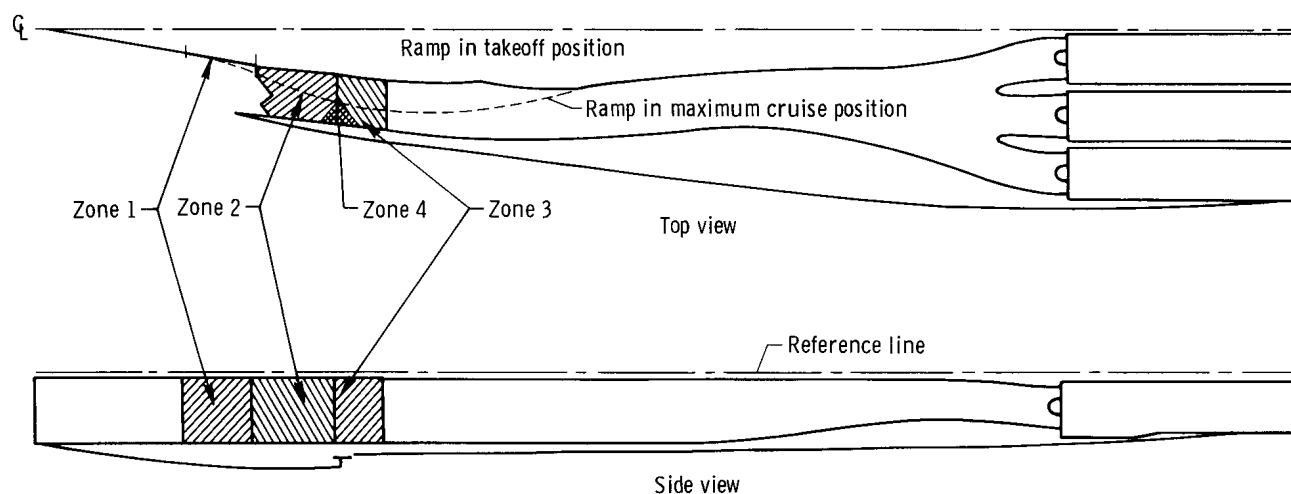 ℄
Ramp in takeoff position
Ramp in maximum cruise position
Zone 1
Zone 2
Zone 4
Zone 3
Top view
Reference line
Side view